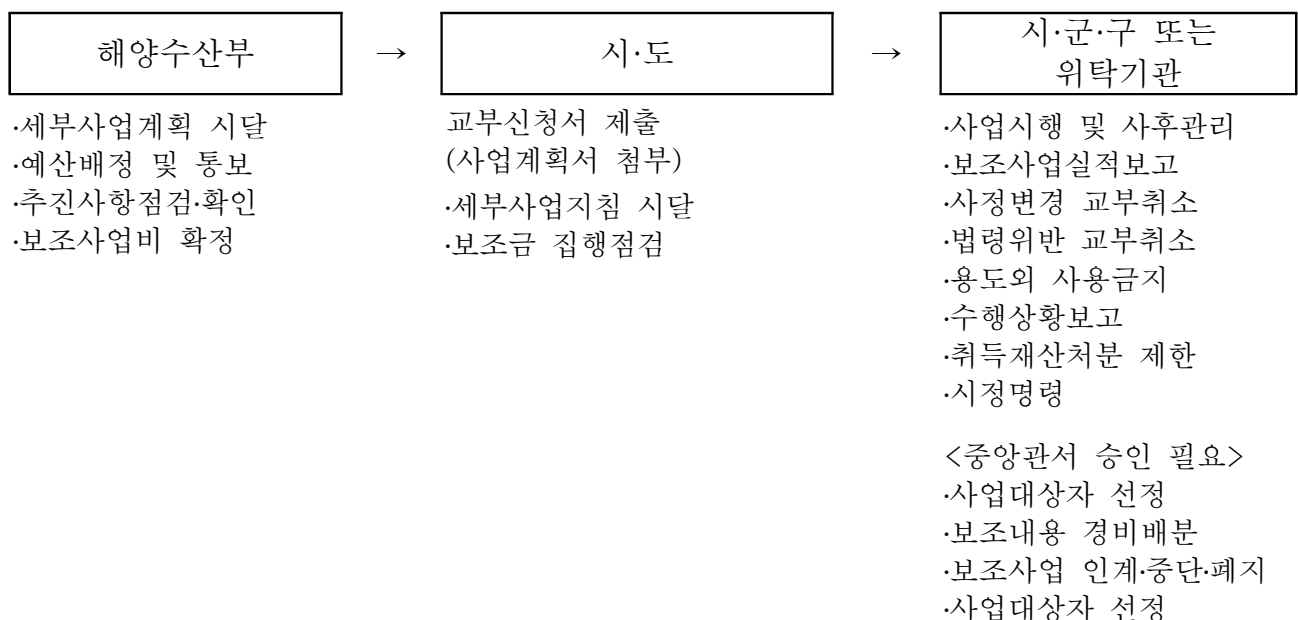 해양수산부
→
시·도
→
시·군·구 또는
위탁기관
·세부사업계획 시달
·예산배정 및 통보
·추진사항점검·확인
·보조사업비 확정
교부신청서 제출
(사업계획서 첨부)
·세부사업지침 시달
·보조금 집행점검
·사업시행 및 사후관리
·보조사업실적보고
·사정변경 교부취소
·법령위반 교부취소
·용도외 사용금지
·수행상황보고
·취득재산처분 제한
·시정명령
<중앙관서 승인 필요>
·사업대상자 선정
·보조내용 경비배분
·보조사업 인계·중단·폐지
·사업대상자 선정